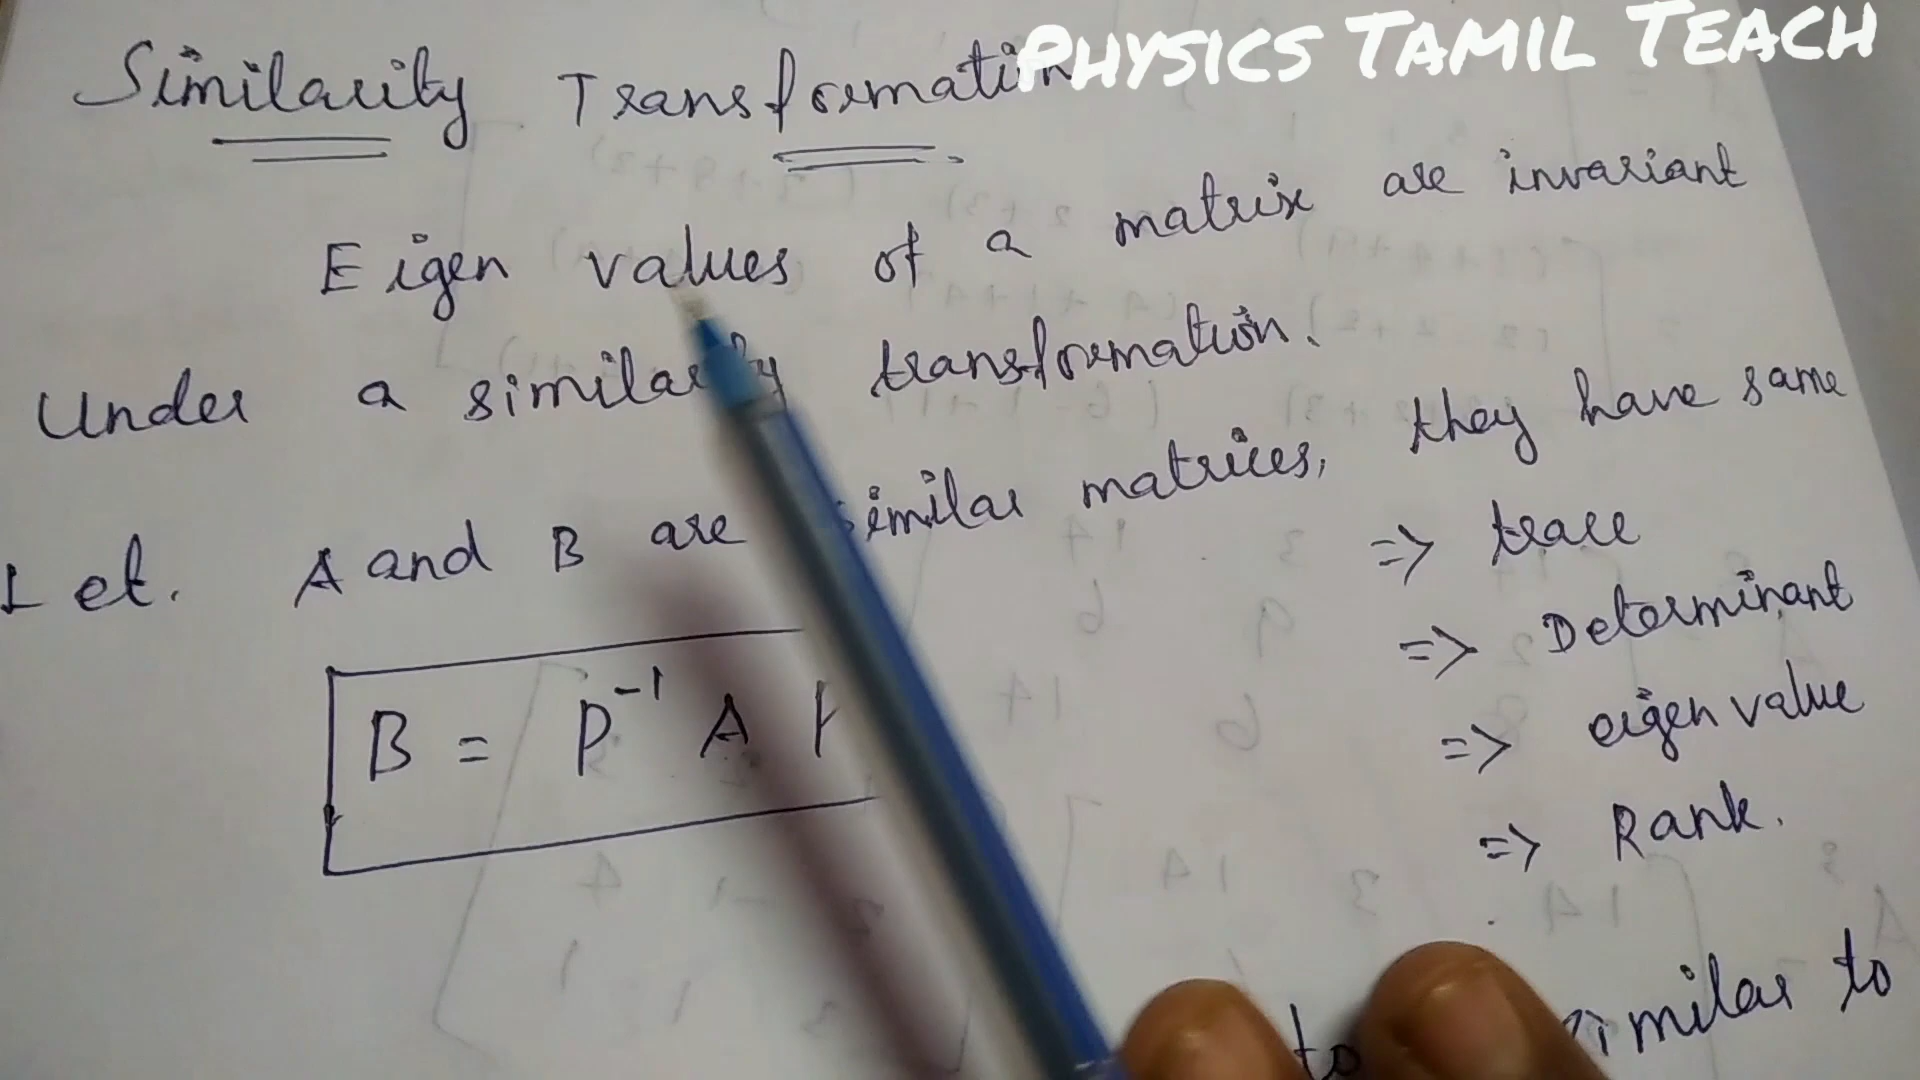 PHYSICS TAMIL TEACH
Similarity Transformation
Eigen values of a matrix are invariant
Under a similarity transformation.
Let. A and B are similar matrices, they have same
=> trace
=> Determinant
=> eigen value
=> Rank.
B = P⁻¹ A
to similar to